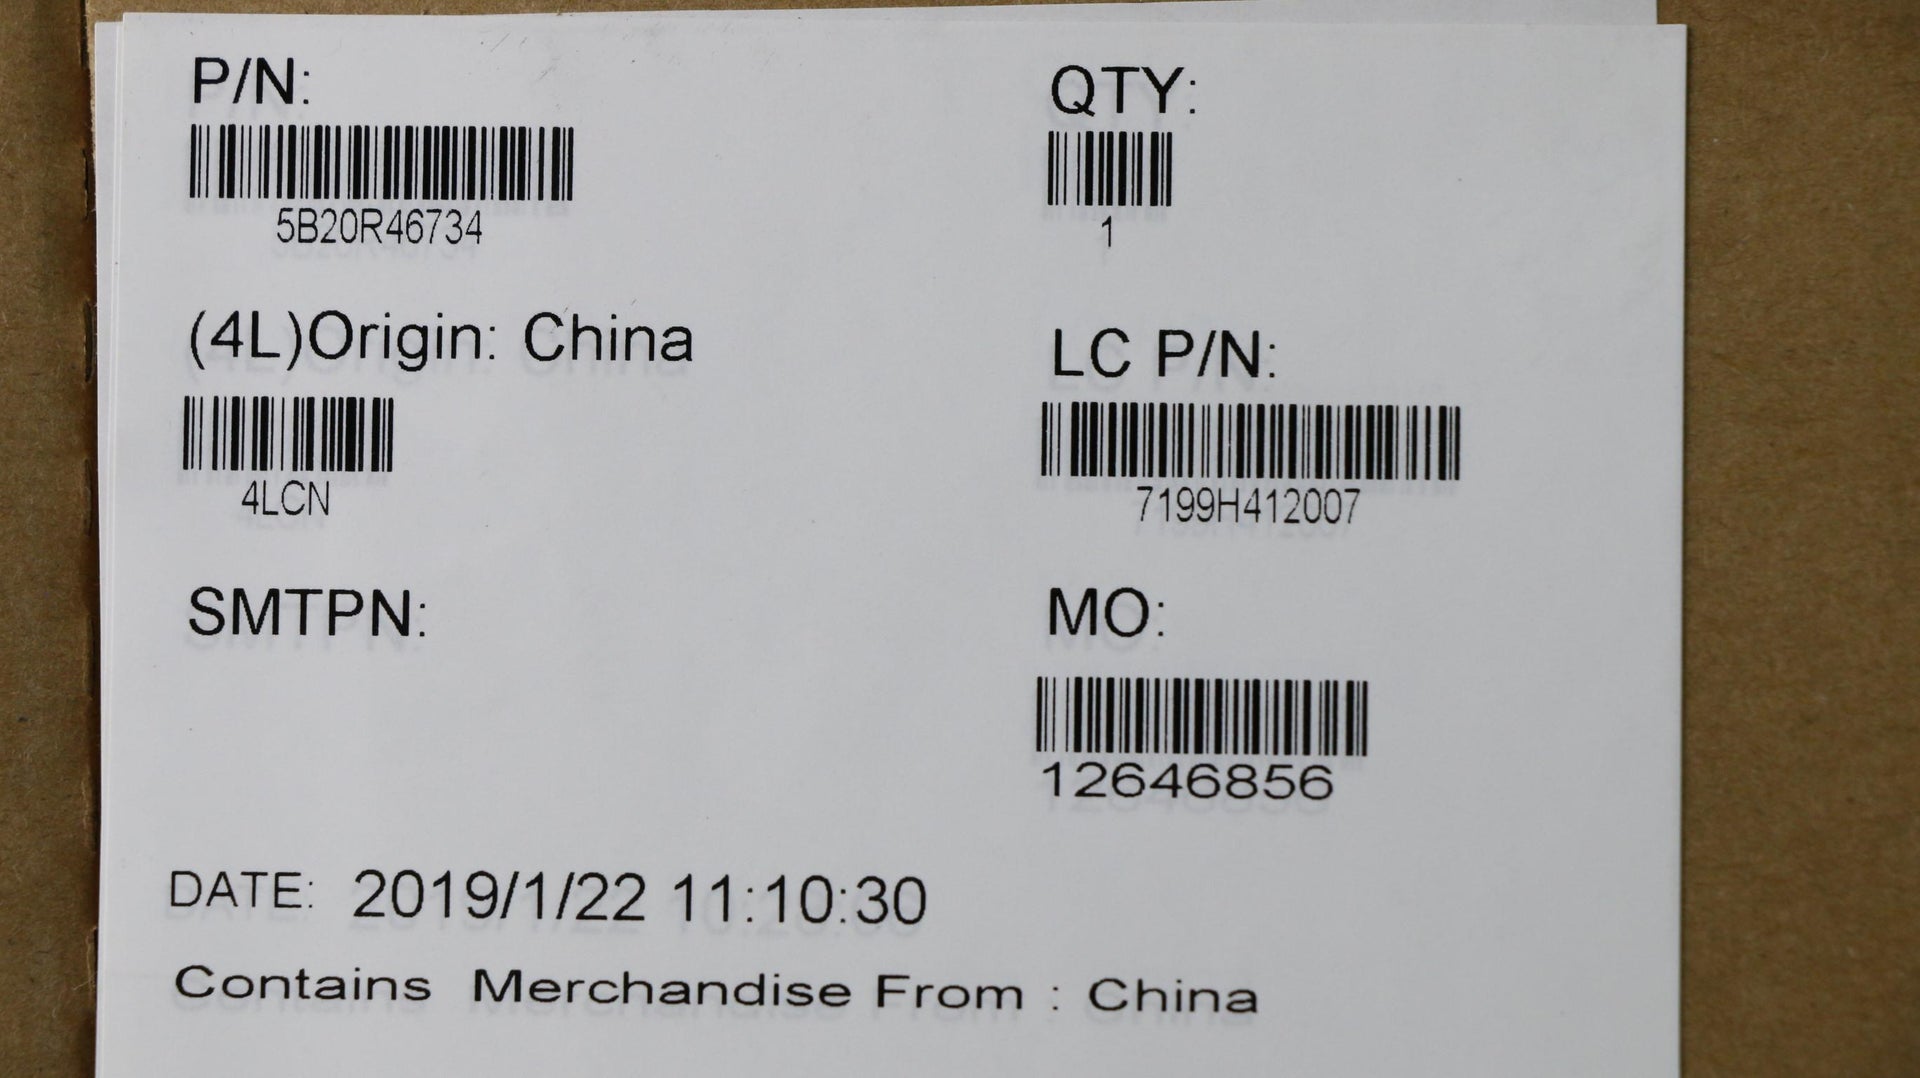 P/N:
QTY:
5B20R46734
1
(4L)Origin: China
LC P/N:
4LCN
7199H412007
SMTPN:
MO:
12646856
DATE: 2019/1/22 11:10:30
Contains Merchandise From : China